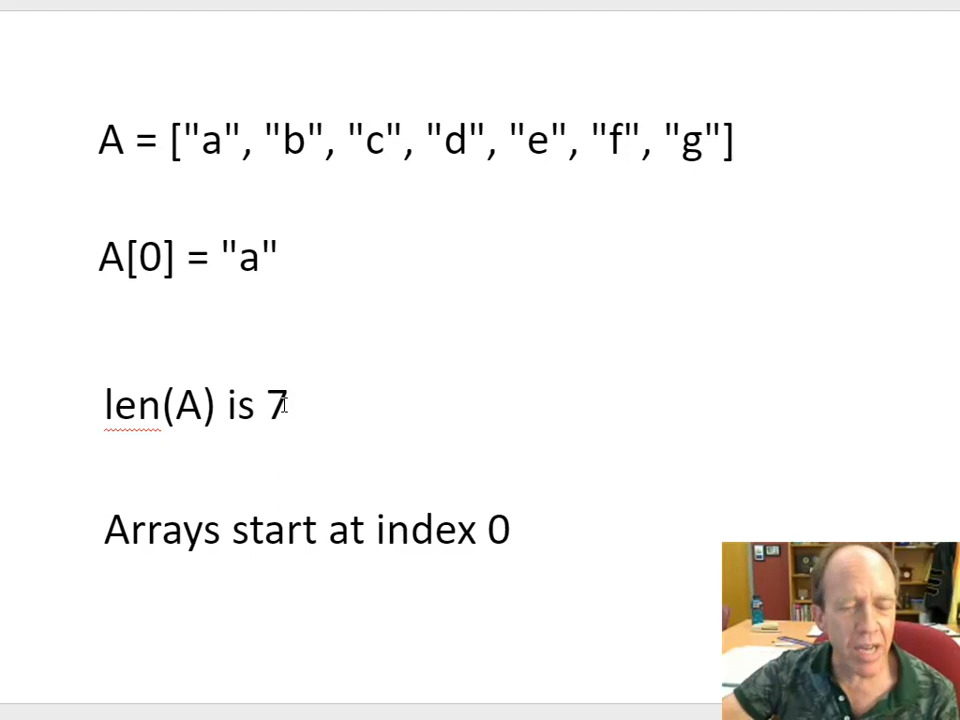 A = ["a", "b", "c", "d", "e", "f", "g"]
A[0] = "a"
len(A) is 7
Arrays start at index 0